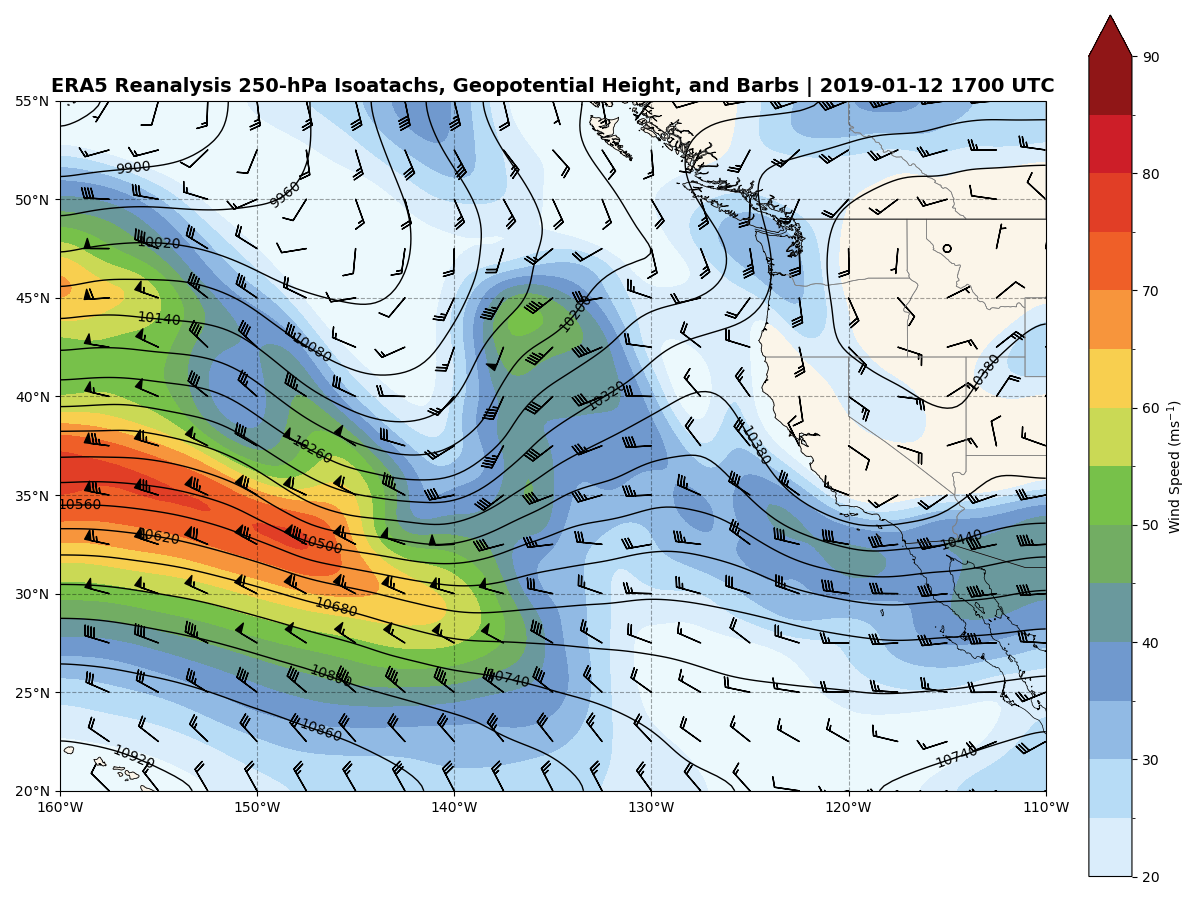 ERA5 Reanalysis 250-hPa Isoatachs, Geopotential Height, and Barbs | 2019-01-12 1700 UTC
90
55°N
9900
80
50°N
9960
10020
45°N
70
10140
10200
10080
10380
40°N
10320
60
10260
10380
Wind Speed (ms⁻¹)
35°N
10560
50
10620
10500
10440
30°N
10680
40
25°N
10800
10740
10860
30
10920
10740
20°N
160°W
150°W
140°W
130°W
120°W
110°W
20